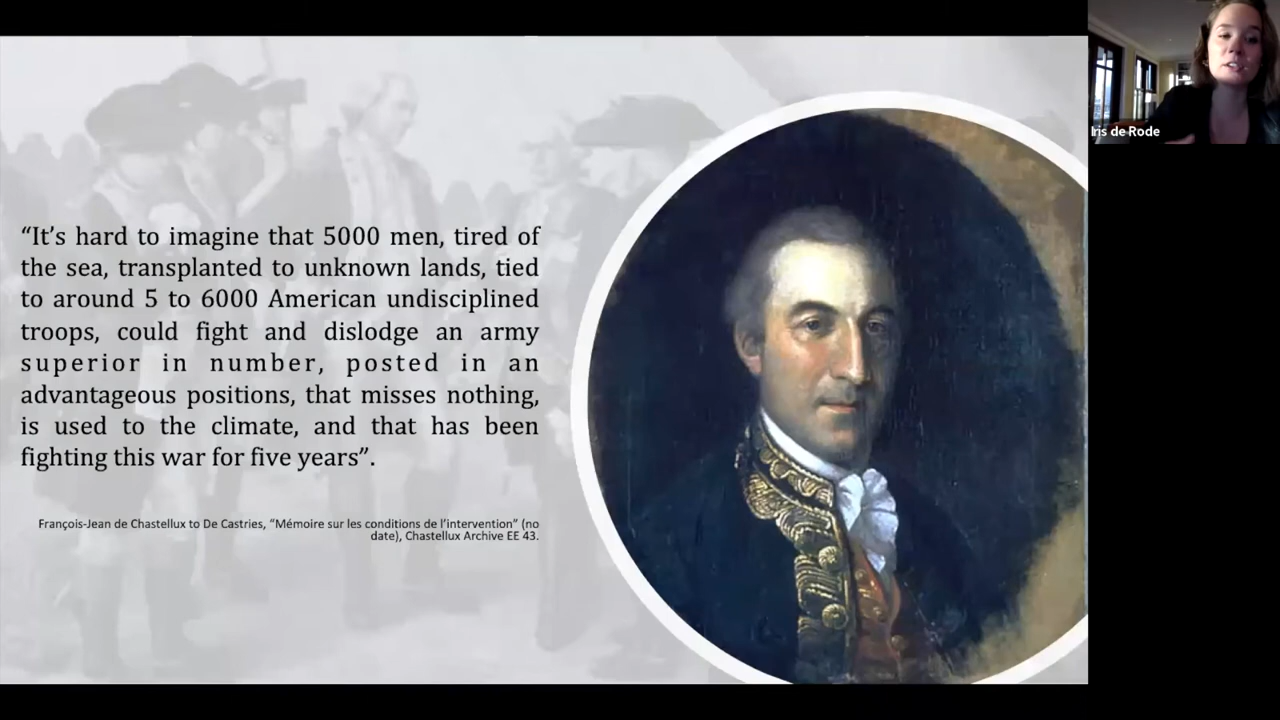 “It’s hard to imagine that 5000 men, tired of
the sea, transplanted to unknown lands, tied
to around 5 to 6000 American undisciplined
troops, could fight and dislodge an army
superior in number, posted in an
advantageous positions, that misses nothing,
is used to the climate, and that has been
fighting this war for five years”.
François-Jean de Chastellux to De Castries, “Mémoire sur les conditions de l’intervention” (no
date), Chastellux Archive EE 43.
Iris de Rode